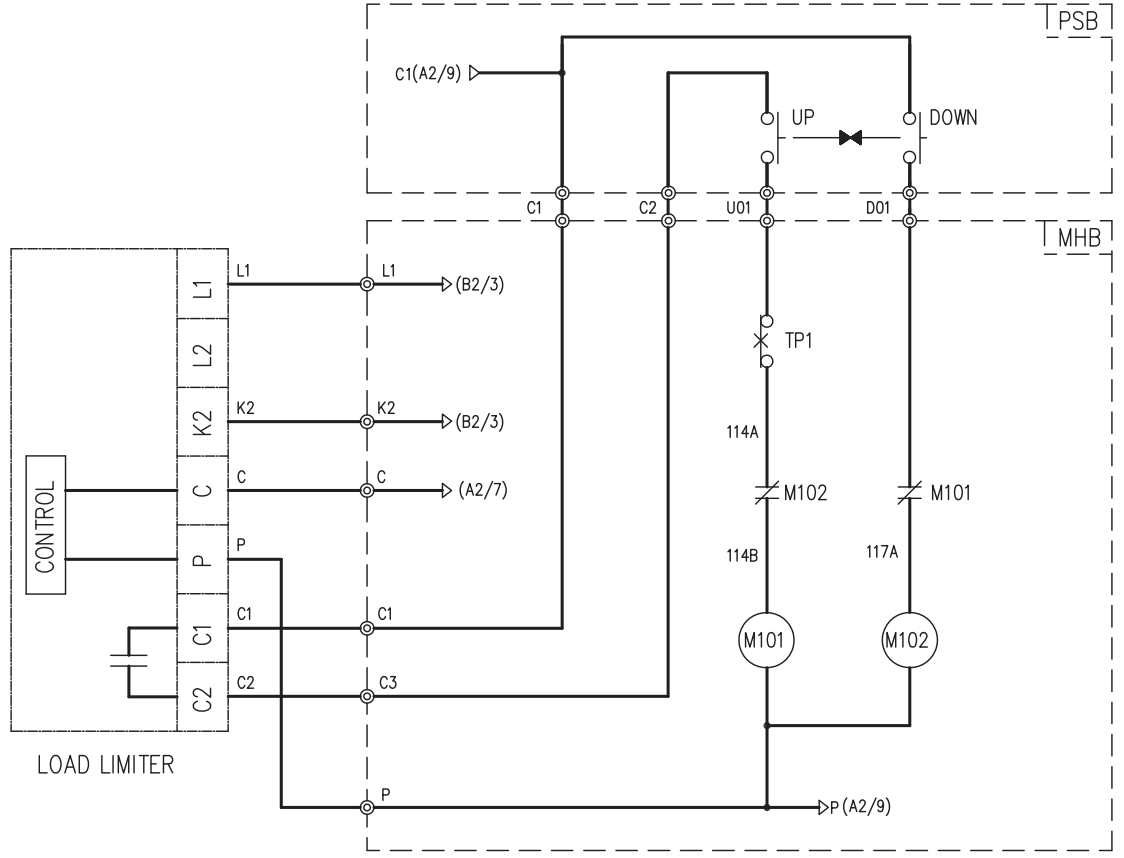 PSB
C1(A2/9)
UP
DOWN
C1
C2
U01
D01
MHB
L1
L1
L1
(B2/3)
L2
TP1
K2
K2
K2
(B2/3)
114A
CONTROL
C
C
C
(A2/7)
M102
M101
P
P
114B
117A
C1
C1
C1
M101
M102
C2
C2
C3
LOAD LIMITER
P
P(A2/9)